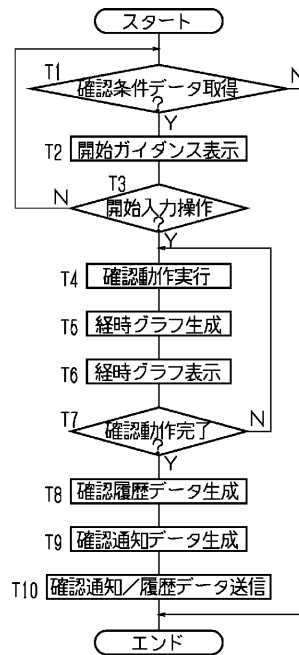 スタート
T1
確認条件データ取得
?
N
Y
T2
開始ガイダンス表示
T3
N
開始入力操作
?
Y
T4
確認動作実行
T5
経時グラフ生成
T6
経時グラフ表示
T7
N
確認動作完了
?
Y
T8
確認履歴データ生成
T9
確認通知データ生成
T10
確認通知/履歴データ送信
エンド